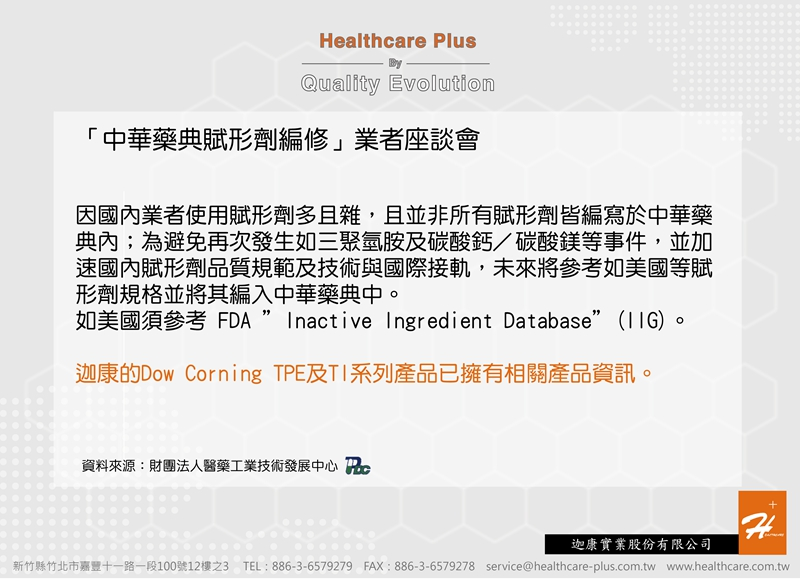 Healthcare Plus
By
Quality Evolution
「中華藥典賦形劑編修」業者座談會
因國內業者使用賦形劑多且雜，且並非所有賦形劑皆編寫於中華藥
典內；為避免再次發生如三聚氰胺及碳酸鈣／碳酸鎂等事件，並加
速國內賦形劑品質規範及技術與國際接軌，未來將參考如美國等賦
形劑規格並將其編入中華藥典中。
如美國須參考 FDA ” Inactive Ingredient Database” (IIG)。
迦康的Dow Corning TPE及TI系列產品已擁有相關產品資訊。
資料來源：財團法人醫藥工業技術發展中心 PIDC
H
HEALTHCARE
迦康實業股份有限公司
新竹縣竹北市嘉豐十一路一段100號12樓之3 TEL：886-3-6579279 FAX：886-3-6579278 service@healthcare-plus.com.tw www.healthcare.com.tw